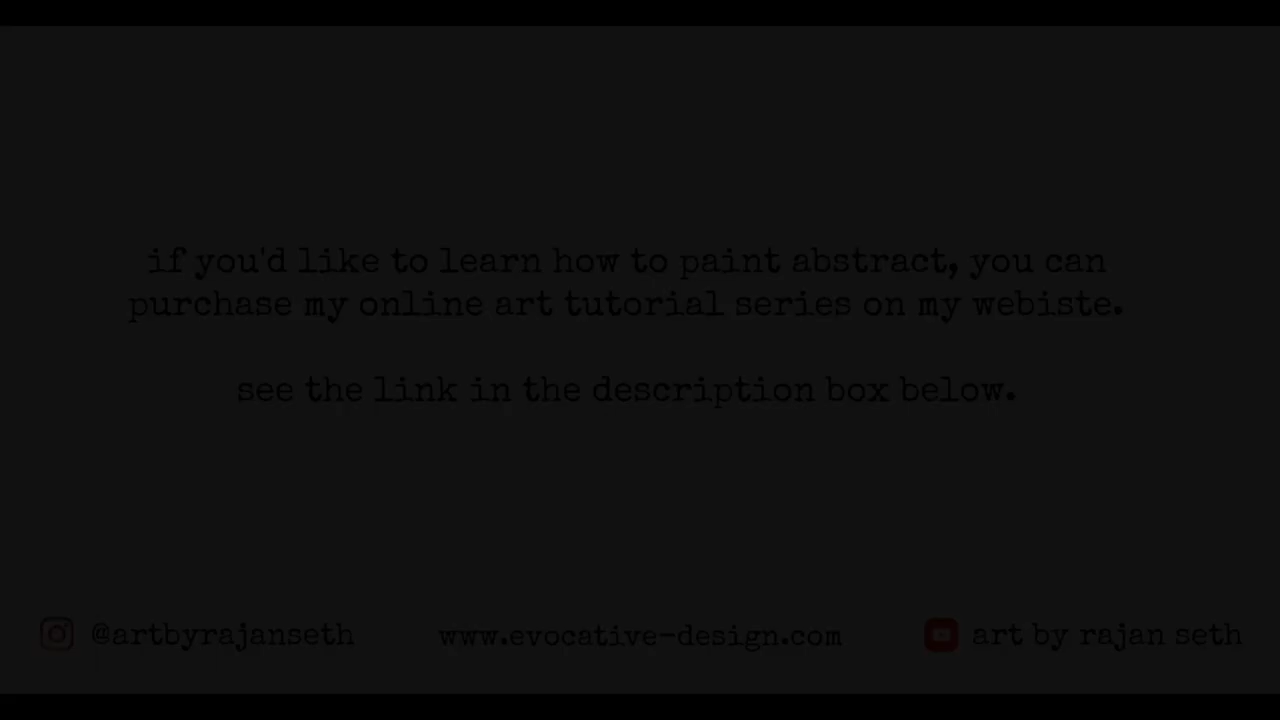 if you'd like to learn how to paint abstract, you can
purchase my online art tutorial series on my webiste.
see the link in the description box below.
@artbyrajanseth
www.evocative-design.com
art by rajan seth